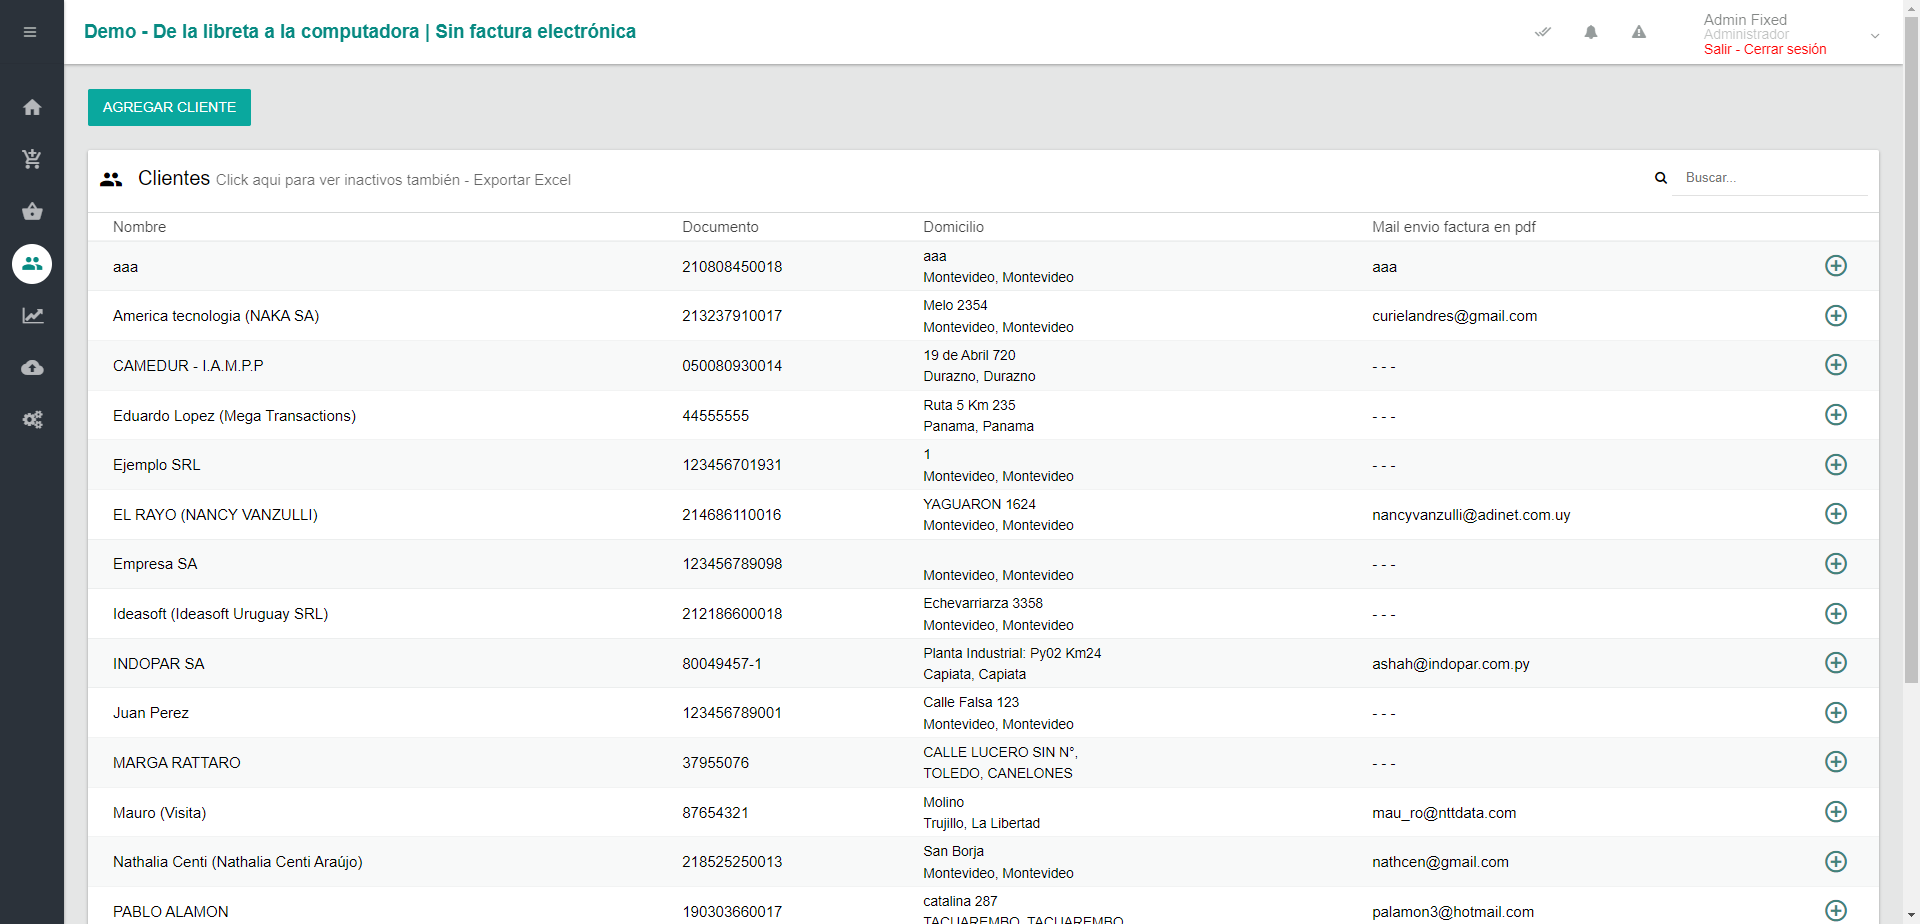 Demo - De la libreta a la computadora | Sin factura electrónica
Admin Fixed
Administrador
Salir - Cerrar sesión
AGREGAR CLIENTE
Clientes Click aqui para ver inactivos también - Exportar Excel
Buscar...
Nombre Documento Domicilio Mail envio factura en pdf
aaa 210808450018 aaa
Montevideo, Montevideo aaa
America tecnologia (NAKA SA) 213237910017 Melo 2354
Montevideo, Montevideo curielandres@gmail.com
CAMEDUR - I.A.M.P.P 050080930014 19 de Abril 720
Durazno, Durazno - - -
Eduardo Lopez (Mega Transactions) 44555555 Ruta 5 Km 235
Panama, Panama - - -
Ejemplo SRL 123456701931 1
Montevideo, Montevideo - - -
EL RAYO (NANCY VANZULLI) 214686110016 YAGUARON 1624
Montevideo, Montevideo nancyvanzulli@adinet.com.uy
Empresa SA 123456789098
Montevideo, Montevideo - - -
Ideasoft (Ideasoft Uruguay SRL) 212186600018 Echevarriarza 3358
Montevideo, Montevideo - - -
INDOPAR SA 80049457-1 Planta Industrial: Py02 Km24
Capiata, Capiata ashah@indopar.com.py
Juan Perez 123456789001 Calle Falsa 123
Montevideo, Montevideo - - -
MARGA RATTARO 37955076 CALLE LUCERO SIN N°,
TOLEDO, CANELONES - - -
Mauro (Visita) 87654321 Molino
Trujillo, La Libertad mau_ro@nttdata.com
Nathalia Centi (Nathalia Centi Araújo) 218525250013 San Borja
Montevideo, Montevideo nathcen@gmail.com
PABLO ALAMON 190303660017 catalina 287
TACUAREMBO, TACUAREMBO palamon3@hotmail.com